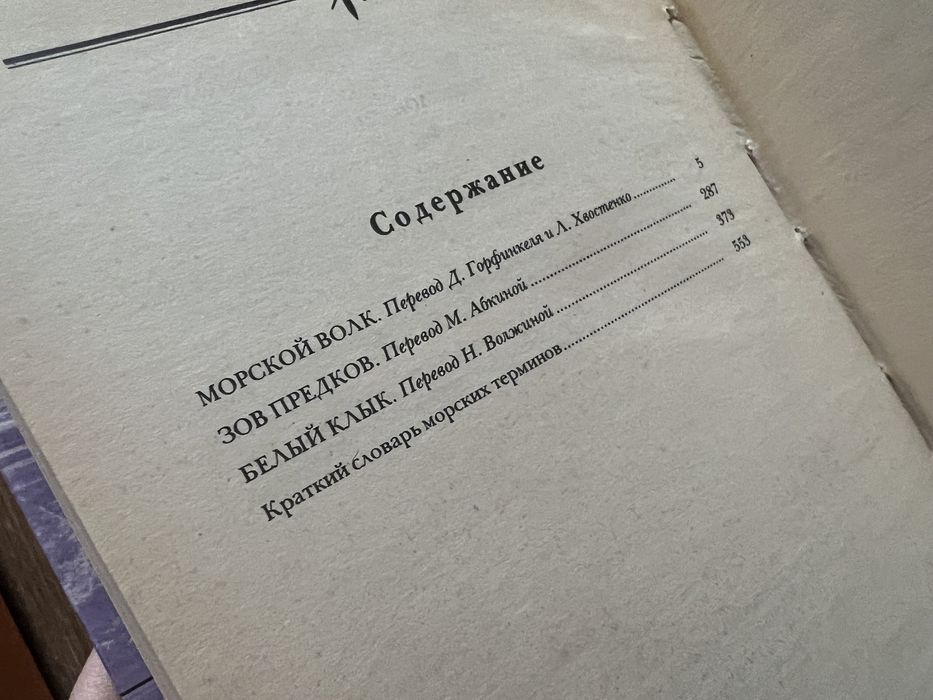 Содержание
МОРСКОЙ ВОЛК. Перевод Д. Горфинкеля и Л. Хвостенко............ 5
ЗОВ ПРЕДКОВ. Перевод М. Абкиной.............................................. 287
БЕЛЫЙ КЛЫК. Перевод Н. Волжиной............................................ 373
Краткий словарь морских терминов................................................ 553